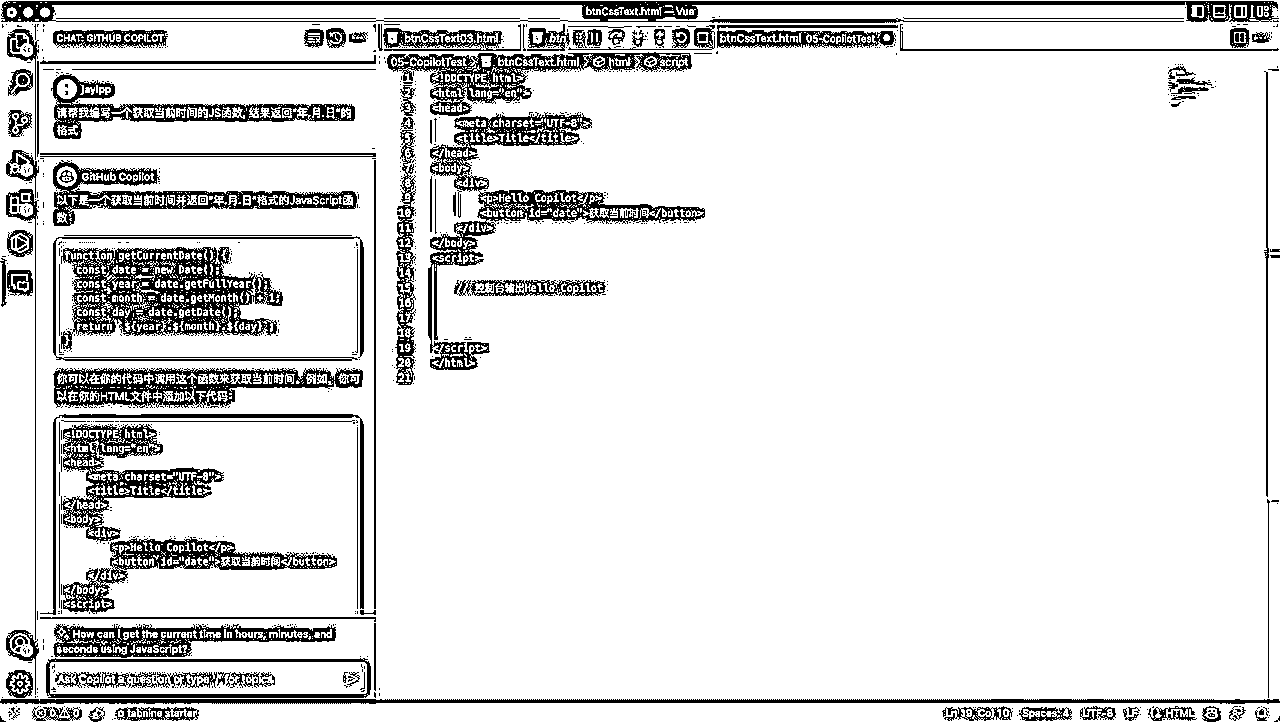 btnCssText.html — Vue
CHAT: GITHUB COPILOT
btnCssText03.html
btn
btnCssText.html 05-CopilotTest
05-CopilotTest > btnCssText.html > html > script
jaylpp
请帮我编写一个获取当前时间的JS函数, 结果返回"年.月.日"的
格式
GitHub Copilot
以下是一个获取当前时间并返回"年.月.日"格式的JavaScript函
数:
function getCurrentDate() {
const date = new Date();
const year = date.getFullYear();
const month = date.getMonth() + 1;
const day = date.getDate();
return `${year}.${month}.${day}`;
}
你可以在你的代码中调用这个函数来获取当前时间。例如，你可
以在你的HTML文件中添加以下代码：
<!DOCTYPE html>
<html lang="en">
<head>
<meta charset="UTF-8">
<title>Title</title>
</head>
<body>
<div>
<p>Hello Copilot</p>
<button id="date">获取当前时间</button>
</div>
</body>
<script>
How can I get the current time in hours, minutes, and
seconds using JavaScript?
Ask Copilot a question or type '/' for topics
1 <!DOCTYPE html>
2 <html lang="en">
3 <head>
4 <meta charset="UTF-8">
5 <title>Title</title>
6 </head>
7 <body>
8 <div>
9 <p>Hello Copilot</p>
10 <button id="date">获取当前时间</button>
11 </div>
12 </body>
13 <script>
14
15 // 控制台输出Hello Copilot
16
17
18
19 </script>
20 </html>
21
0 0 tabnine starter
Ln 19, Col 10 Spaces: 4 UTF-8 LF HTML